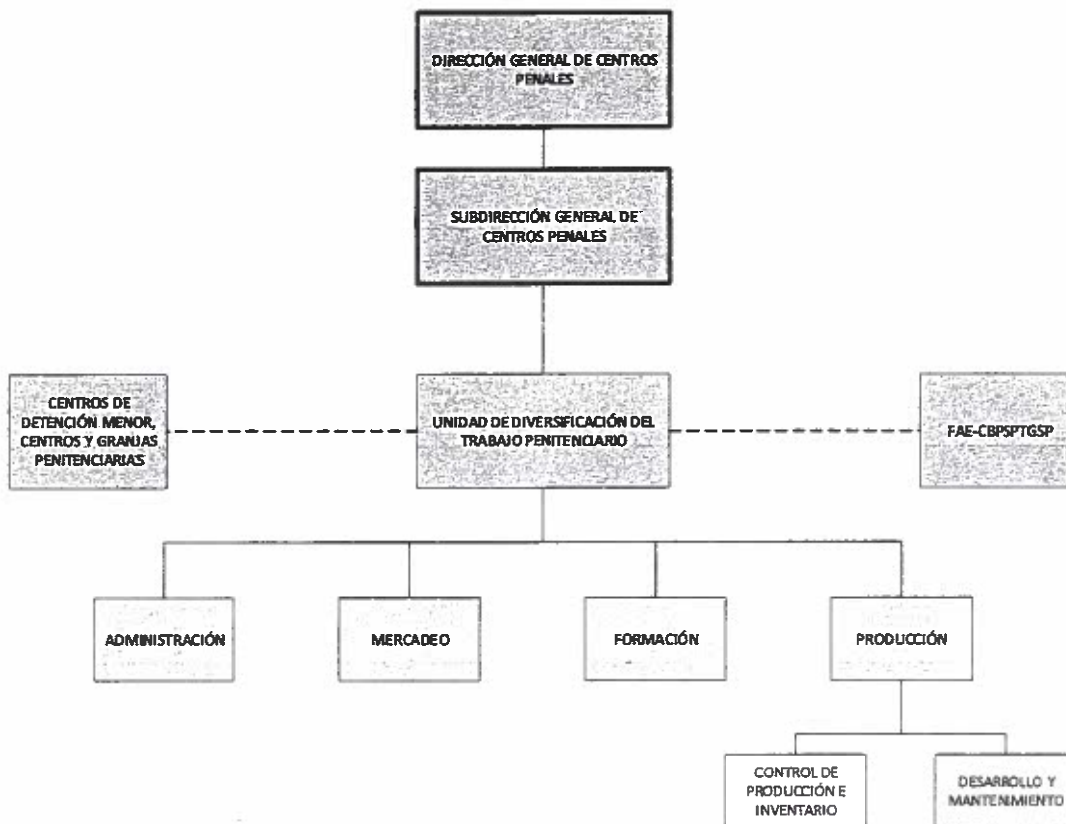 DIRECCIÓN GENERAL DE CENTROS
PENALES
SUBDIRECCIÓN GENERAL DE
CENTROS PENALES
CENTROS DE
DETENCIÓN MENOR,
CENTROS Y GRANJAS
PENITENCIARIAS
UNIDAD DE DIVERSIFICACIÓN DEL
TRABAJO PENITENCIARIO
FAE-CBPSPTGSP
ADMINISTRACIÓN
MERCADEO
FORMACIÓN
PRODUCCIÓN
CONTROL DE
PRODUCCIÓN E
INVENTARIO
DESARROLLO Y
MANTENIMIENTO